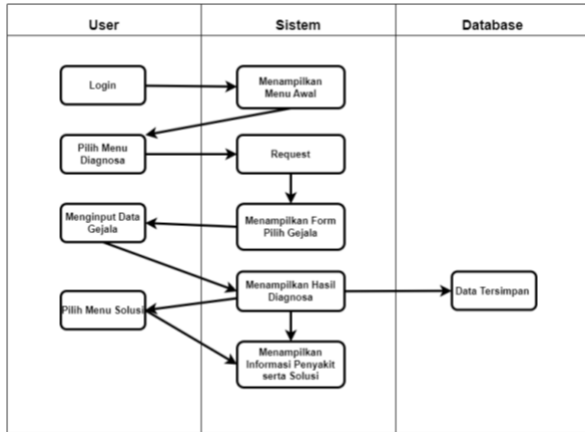 User
Sistem
Database
Login
Menampilkan
Menu Awal
Pilih Menu
Diagnosa
Request
Menginput Data
Gejala
Menampilkan Form
Pilih Gejala
Menampilkan Hasil
Diagnosa
Data Tersimpan
Pilih Menu Solusi
Menampilkan
Informasi Penyakit
serta Solusi